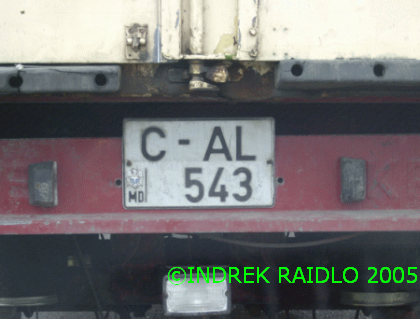 C - AL
MD 543
©INDREK RAIDLO 2005